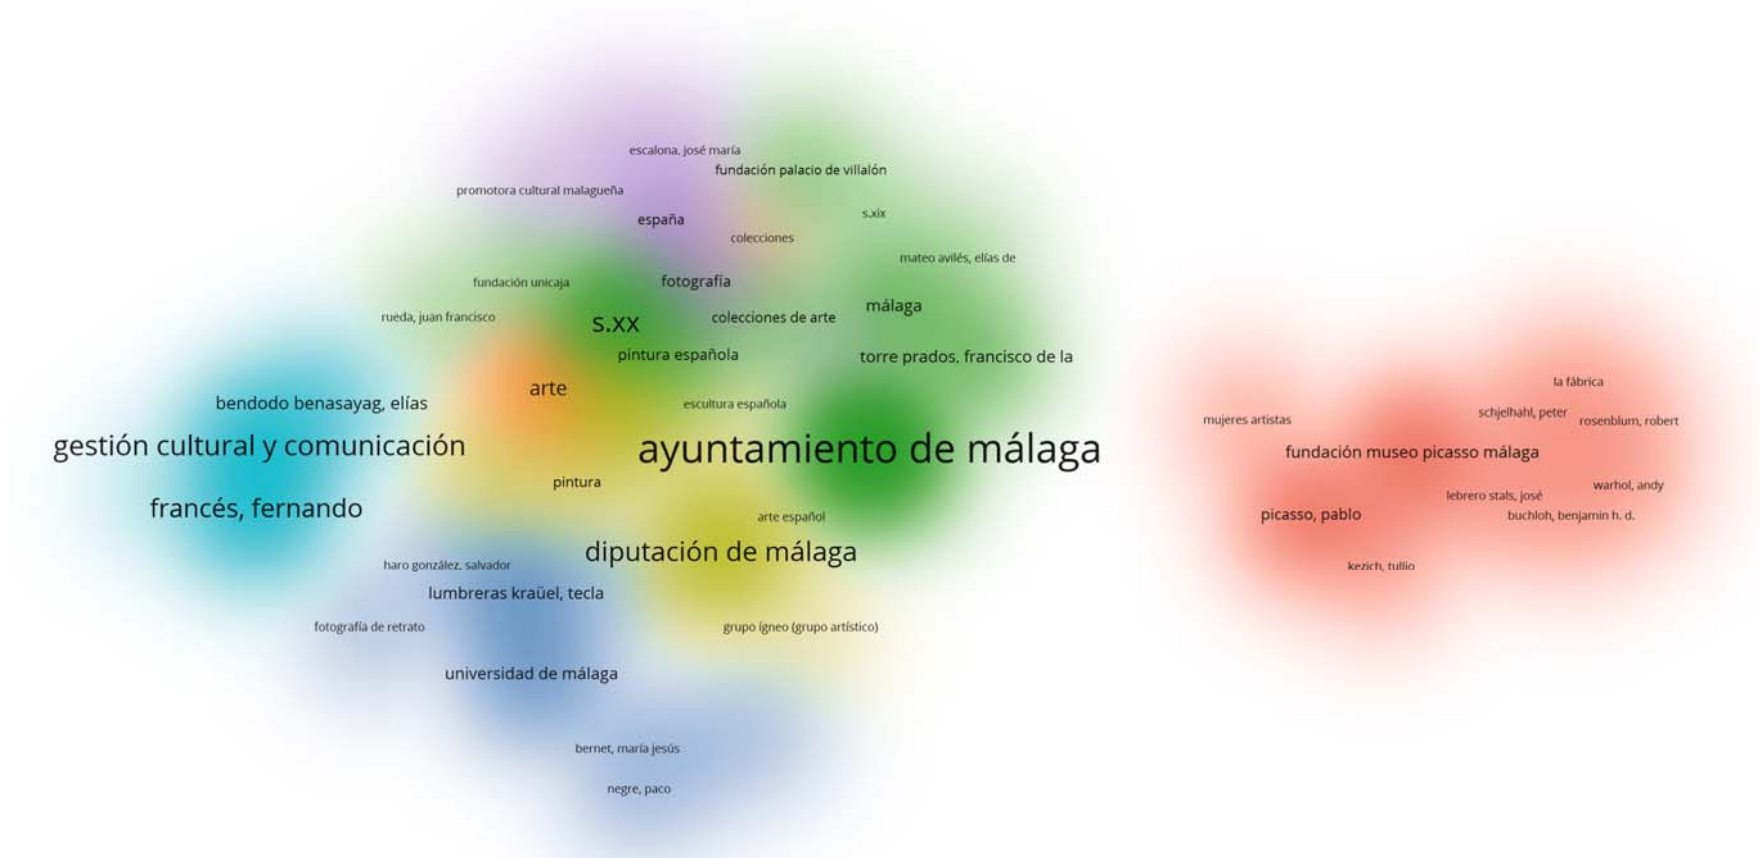 escalona, josé maría
fundación palacio de villalón
promotora cultural malagueña
s.xix
españa
colecciones
mateo avilés, elías de
fundación unicaja
fotografía
málaga
rueda, juan francisco
s.xx
colecciones de arte
pintura española
torre prados, francisco de la
arte
bendodo benasayag, elías
escultura española
gestión cultural y comunicación
ayuntamiento de málaga
pintura
francés, fernando
arte español
diputación de málaga
haro gonzález, salvador
lumbreras kraüel, tecla
fotografía de retrato
grupo ígneo (grupo artístico)
universidad de málaga
bernet, maría jesús
negre, paco
la fábrica
mujeres artistas
schjelhahl, peter
rosenblum, robert
fundación museo picasso málaga
warhol, andy
lebrero stals, josé
picasso, pablo
buchloh, benjamin h. d.
kezich, tullio